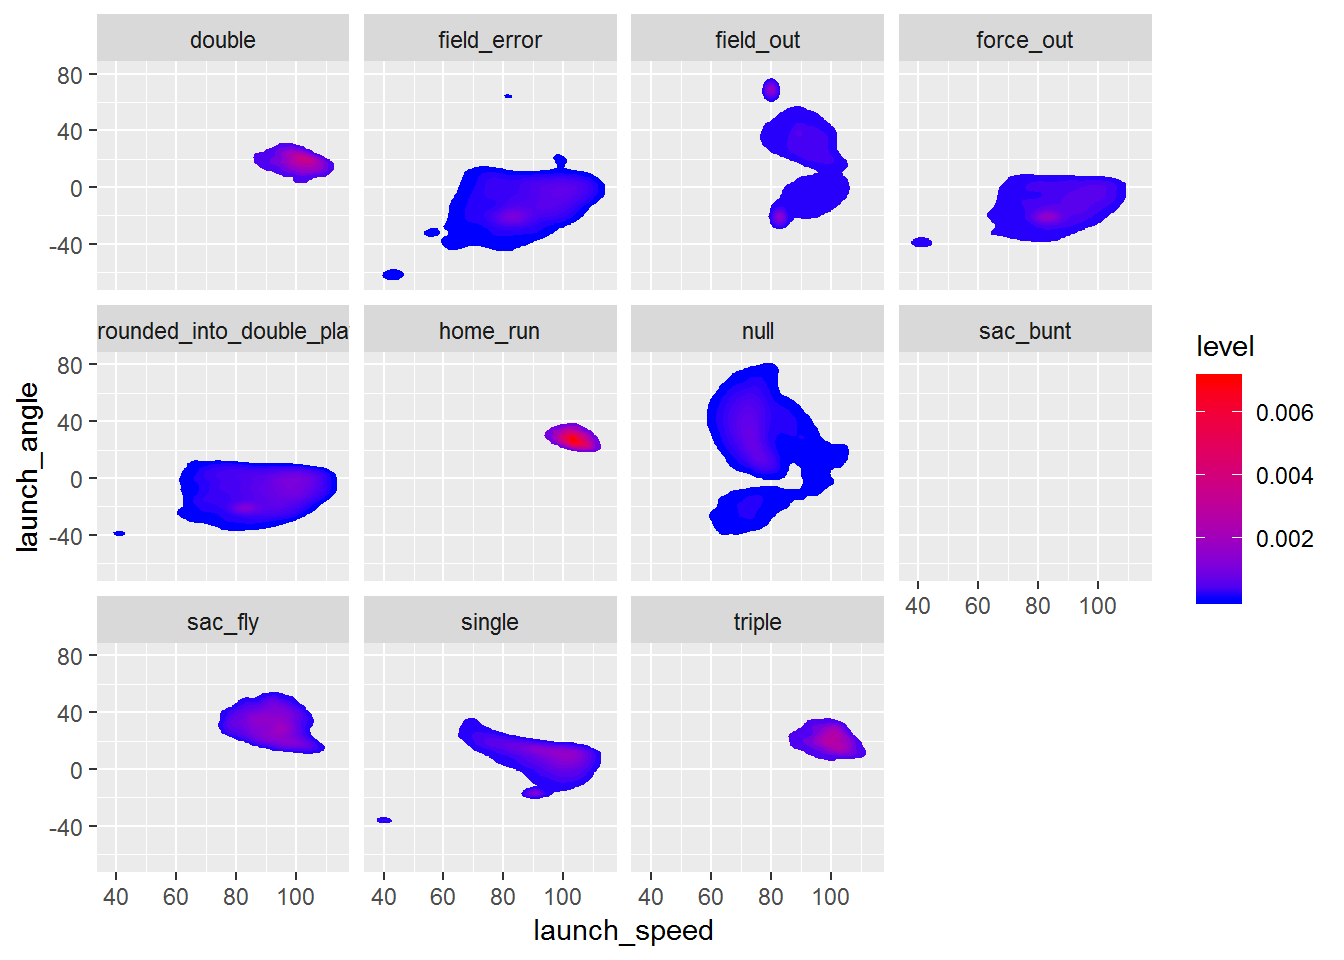 double field_error field_out force_out
80
40
0
-40
rounded_into_double_pla home_run null sac_bunt
80
40
0
-40
40 60 80 100
sac_fly single triple
80
40
0
-40
40 60 80 100 40 60 80 100 40 60 80 100
launch_speed
launch_angle
level
0.006
0.004
0.002